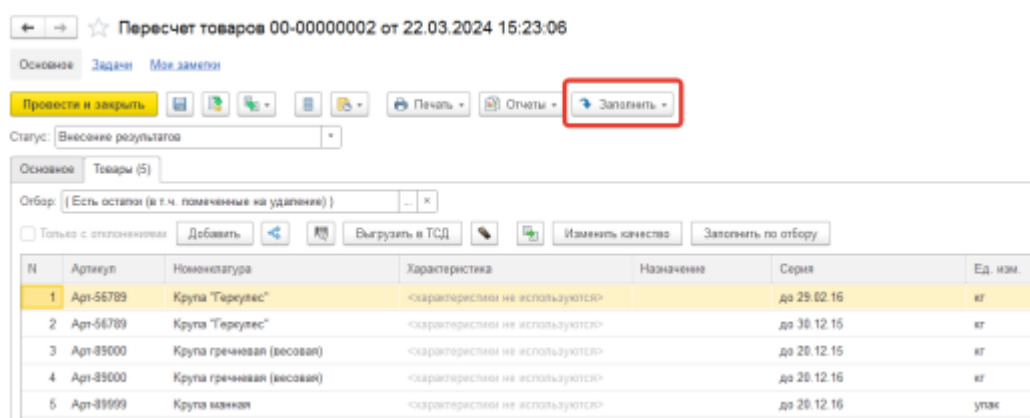 Пересчет товаров 00-00000002 от 22.03.2024 15:23:06
Основное Задачи Мои заметки
Провести и закрыть Печать Отчеты Заполнить
Статус: Внесение результатов
Основное Товары (5)
Отбор: ( Есть остатки (в т.ч. помеченные на удаление) ) ... ×
Только с отклонениями Добавить Выгрузить в ТСД Изменить качество Заполнить по отбору
N Артикул Номенклатура Характеристика Назначение Серия Ед. изм.
1 Арт-56789 Крупа "Геркулес" <характеристики не используются> до 29.02.16 кг
2 Арт-56789 Крупа "Геркулес" <характеристики не используются> до 30.12.15 кг
3 Арт-89000 Крупа гречневая (весовая) <характеристики не используются> до 20.12.15 кг
4 Арт-89000 Крупа гречневая (весовая) <характеристики не используются> до 20.12.16 кг
5 Арт-89999 Крупа манная <характеристики не используются> до 20.12.16 упак